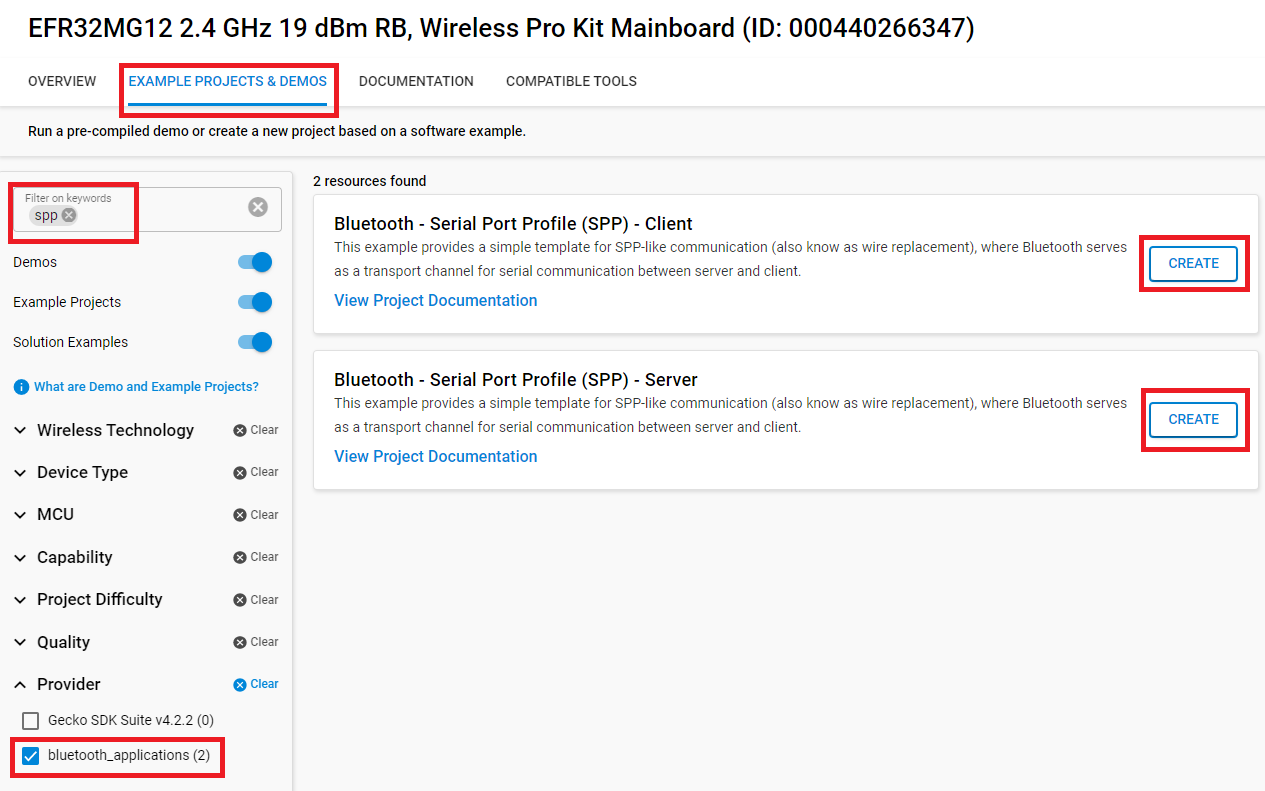 EFR32MG12 2.4 GHz 19 dBm RB, Wireless Pro Kit Mainboard (ID: 000440266347)
OVERVIEW EXAMPLE PROJECTS & DEMOS DOCUMENTATION COMPATIBLE TOOLS
Run a pre-compiled demo or create a new project based on a software example.
Filter on keywords
spp
Demos
Example Projects
Solution Examples
What are Demo and Example Projects?
Wireless Technology Clear
Device Type Clear
MCU Clear
Capability Clear
Project Difficulty Clear
Quality Clear
Provider Clear
Gecko SDK Suite v4.2.2 (0)
bluetooth_applications (2)
2 resources found
Bluetooth - Serial Port Profile (SPP) - Client
This example provides a simple template for SPP-like communication (also know as wire replacement), where Bluetooth serves
as a transport channel for serial communication between server and client.
View Project Documentation
CREATE
Bluetooth - Serial Port Profile (SPP) - Server
This example provides a simple template for SPP-like communication (also know as wire replacement), where Bluetooth serves
as a transport channel for serial communication between server and client.
View Project Documentation
CREATE